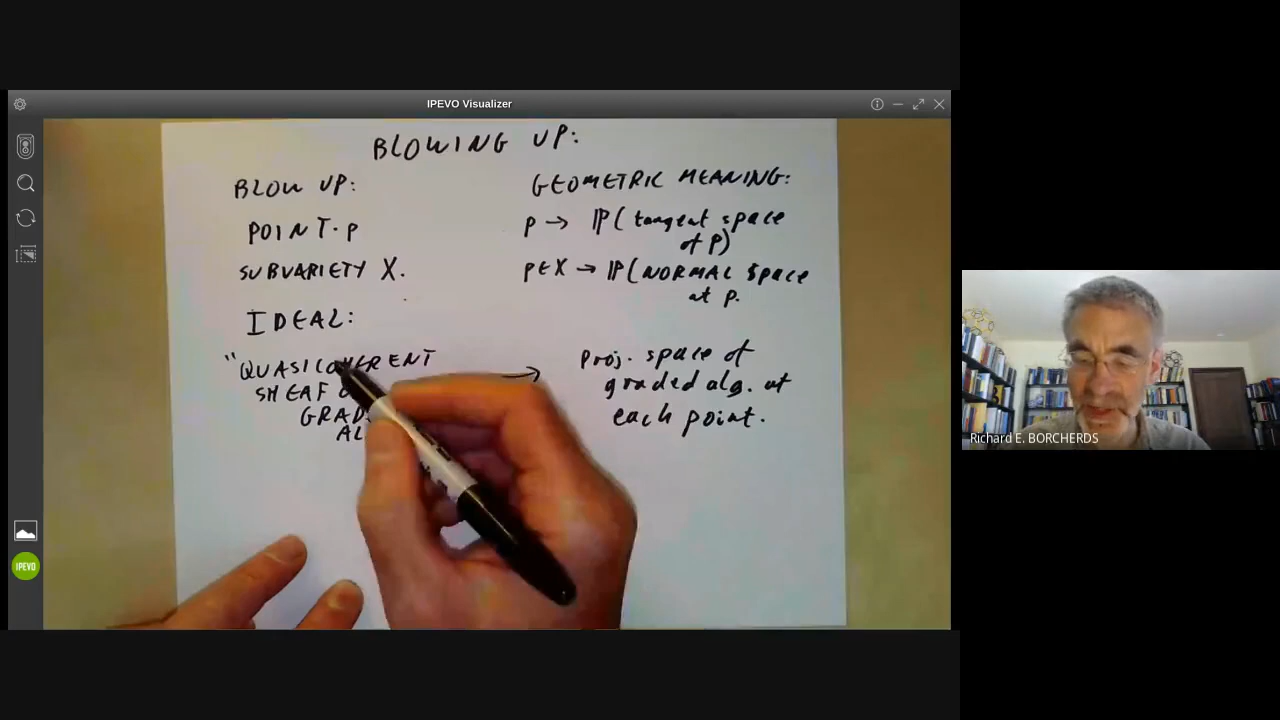 IPEVO Visualizer
BLOWING UP:
BLOW UP:
GEOMETRIC MEANING:
POINT. p
p → ℙ(tangent space
of p)
SUBVARIETY X.
p∈X → ℙ(NORMAL space
at p.
IDEAL:
"QUASICOHERENT
SHEAF
GRAD
AL
→
Proj. space of
graded alg. at
each point.
Richard E. BORCHERDS
IPEVO